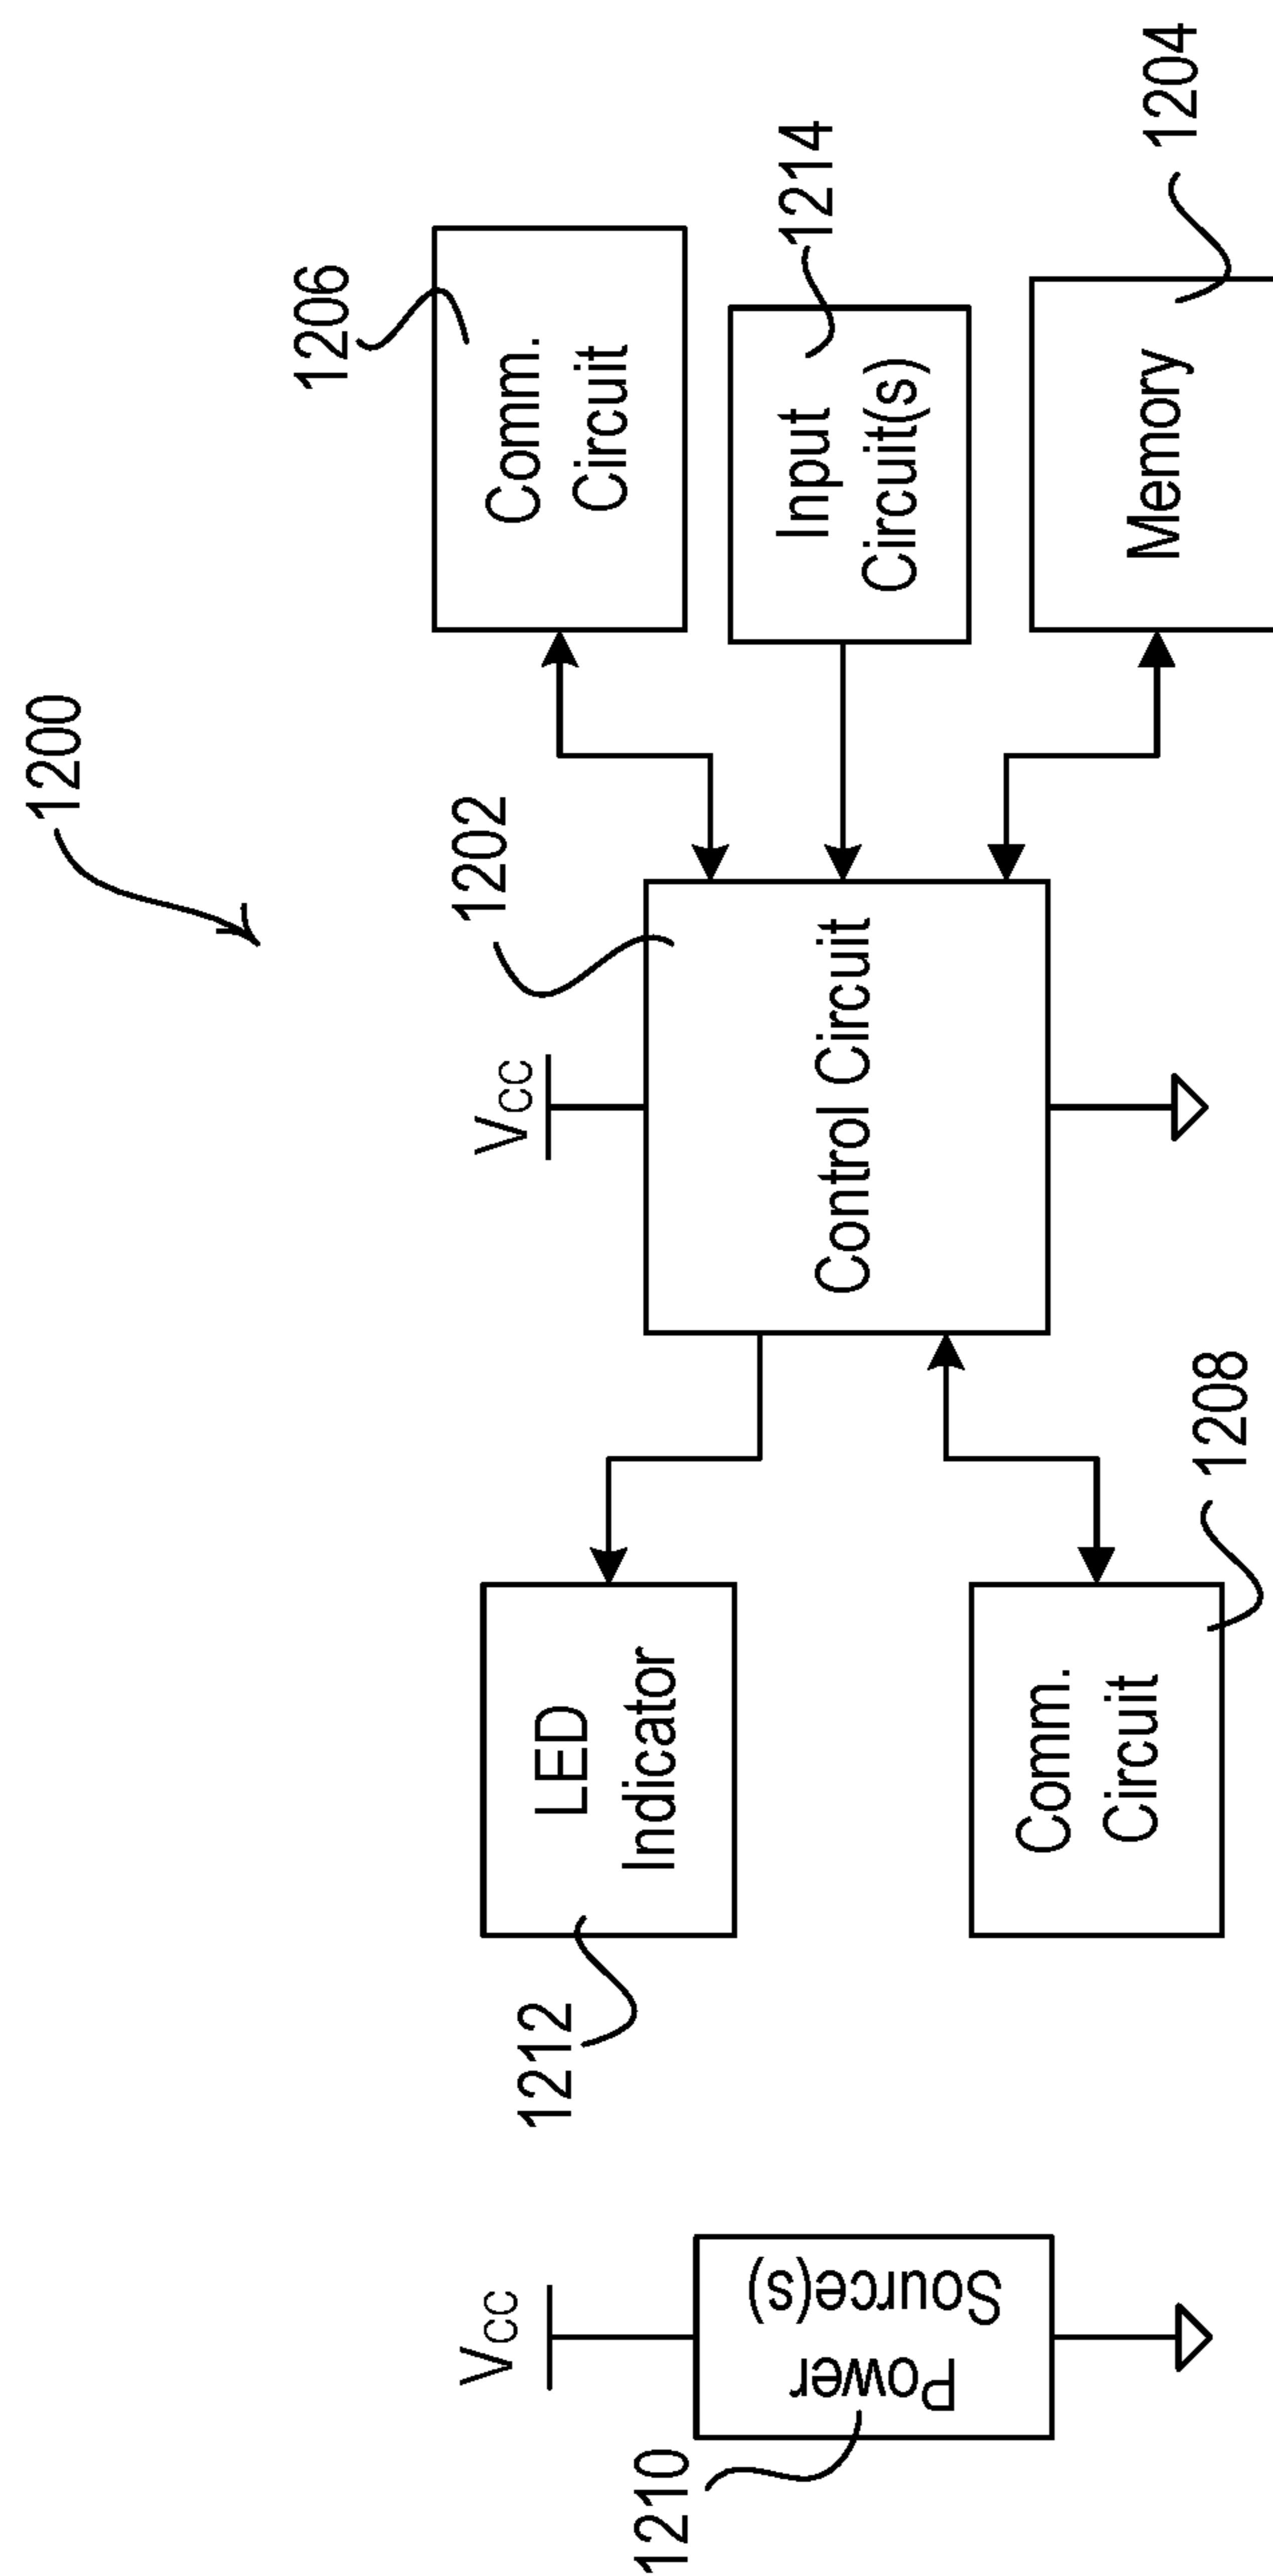 1200
1206
Comm.
Circuit
1214
Input
Circuit(s)
1204
Memory
1202
VCC
Control Circuit
LED
Indicator
1212
Comm.
Circuit
1208
VCC
Power
Source(s)
1210